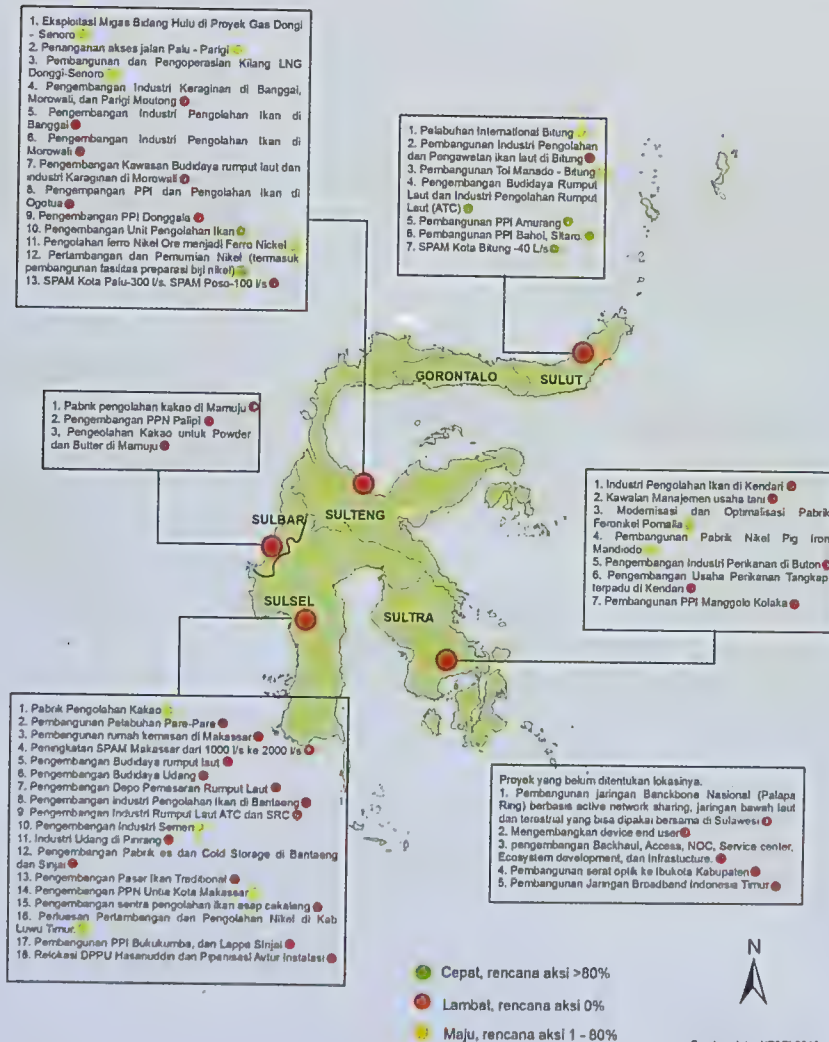 1. Eksploitasi Migas Bidang Hulu di Proyek Gas Dongi
- Senoro
2. Penanganan akses jalan Palu - Parigi
3. Pembangunan dan Pengoperasian Kilang LNG
Donggi-Senoro
4. Pengembangan Industri Keraginan di Banggai,
Morowali, dan Parigi Moutong
5. Pengembangan Industri Pengolahan Ikan di
Banggai
6. Pengembangan Industri Pengolahan Ikan di
Morowali
7. Pengembangan Kawasan Budidaya rumput laut dan
industri Karaginan di Morowali
8. Pengempangan PPI dan Pengolahan Ikan di
Ogotua
9. Pengembangan PPI Donggala
10. Pengembangan Unit Pengolahan Ikan
11. Pengolahan ferro Nikel Ore menjadi Ferro Nickel
12. Pertambangan dan Pemurnian Nikel (termasuk
pembangunan fasilitas preparasi biji nikel)
13. SPAM Kota Palu-300 l/s. SPAM Poso-100 l/s
1. Pelabuhan International Bitung
2. Pembangunan Industri Pengolahan
dan Pengawetan ikan laut di Bitung
3. Pembangunan Tol Manado - Bitung
4. Pengembangan Budidaya Rumput
Laut dan Industri Pengolahan Rumput
Laut (ATC)
5. Pembangunan PPI Amurang
6. Pembangunan PPI Bahoi, Sitaro.
7. SPAM Kota Bitung -40 L/s
GORONTALO
SULUT
1. Pabrik pengolahan kakao di Mamuju
2. Pengembangan PPN Palipi
3, Pengeolahan Kakao untuk Powder
dan Butter di Mamuju
SULBAR
SULTENG
SULSEL
SULTRA
1. Industri Pengolahan Ikan di Kendari
2. Kawalan Manajemen usaha tani
3. Modernisasi dan Optimalisasi Pabrik
Feronikel Pomalia
4. Pembangunan Pabrik Nikel Pig Iron
Mandiodo
5. Pengembangan Industri Perikanan di Buton
6. Pengembangan Usaha Perikanan Tangkap
terpadu di Kendari
7. Pembangunan PPI Manggolo Kolaka
1. Pabrik Pengolahan Kakao
2. Pembangunan Pelabuhan Pare-Pare
3. Pembangunan rumah kemasan di Makassar
4. Peningkatan SPAM Makassar dari 1000 l/s ke 2000 l/s
5. Pengembangan Budidaya rumput laut
6. Pengembangan Budidaya Udang
7. Pengembangan Depo Pemasaran Rumput Laut
8. Pengembangan industri Pengolahan Ikan di Bantaeng
9 Pengembangan Industri Rumput Laut ATC dan SRC
10. Pengembangan Industri Semen
11. Industri Udang di Pinrang
12. Pengembangan Pabrik es dan Cold Storage di Bantaeng
dan Sinjai
13. Pengembangan Pasar Ikan Traditional
14. Pengembangan PPN Untia Kota Makassar
15. Pengembangan sentra pengolahan ikan asap cakalang
16. Perluasan Pertambangan dan Pengolahan Nikel di Kab
Luwu Timur.
17. Pembangunan PPI Bukukumba, dan Lappa Sinjai
18. Relokasi DPPU Hasanuddin dan Pipanisasi Avtur Instalasi
Proyek yang belum ditentukan lokasinya.
1. Pembangunan jaringan Banckbone Nasional (Palapa
Ring) berbasis active network sharing, jaringan bawah laut
dan terestrial yang bisa dipakai bersama di Sulawesi
2. Mengembangkan device end user
3. pengembangan Backhaul, Access, NOC, Service center,
Ecosystem development, dan Infrastucture.
4. Pembangunan serat optik ke Ibukota Kabupaten
5. Pembangunan Jaringan Broadband Indonesia Timur
Cepat, rencana aksi >80%
Lambat, rencana aksi 0%
Maju, rencana aksi 1 - 80%
N